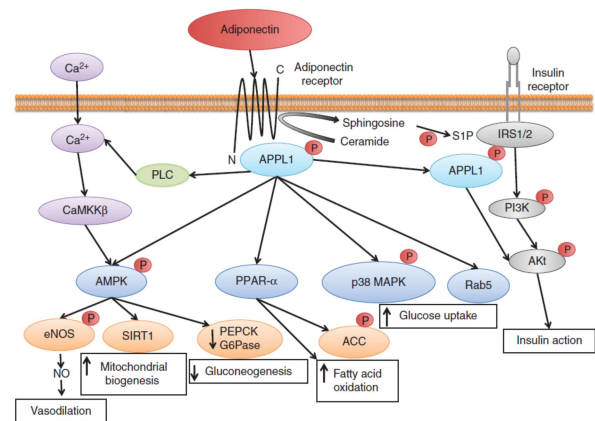 Adiponectin
Ca2+
C
Adiponectin
receptor
Insulin
receptor
Sphingosine
Ceramide
P
S1P
IRS1/2
Ca2+
N
APPL1
P
PLC
APPL1
P
CaMKKβ
PI3K
P
AMPK
P
PPAR-α
p38 MAPK
P
Rab5
AKt
P
Glucose uptake
eNOS
P
SIRT1
PEPCK
G6Pase
ACC
P
Insulin action
NO
Mitochondrial
biogenesis
Gluconeogenesis
Fatty acid
oxidation
Vasodilation